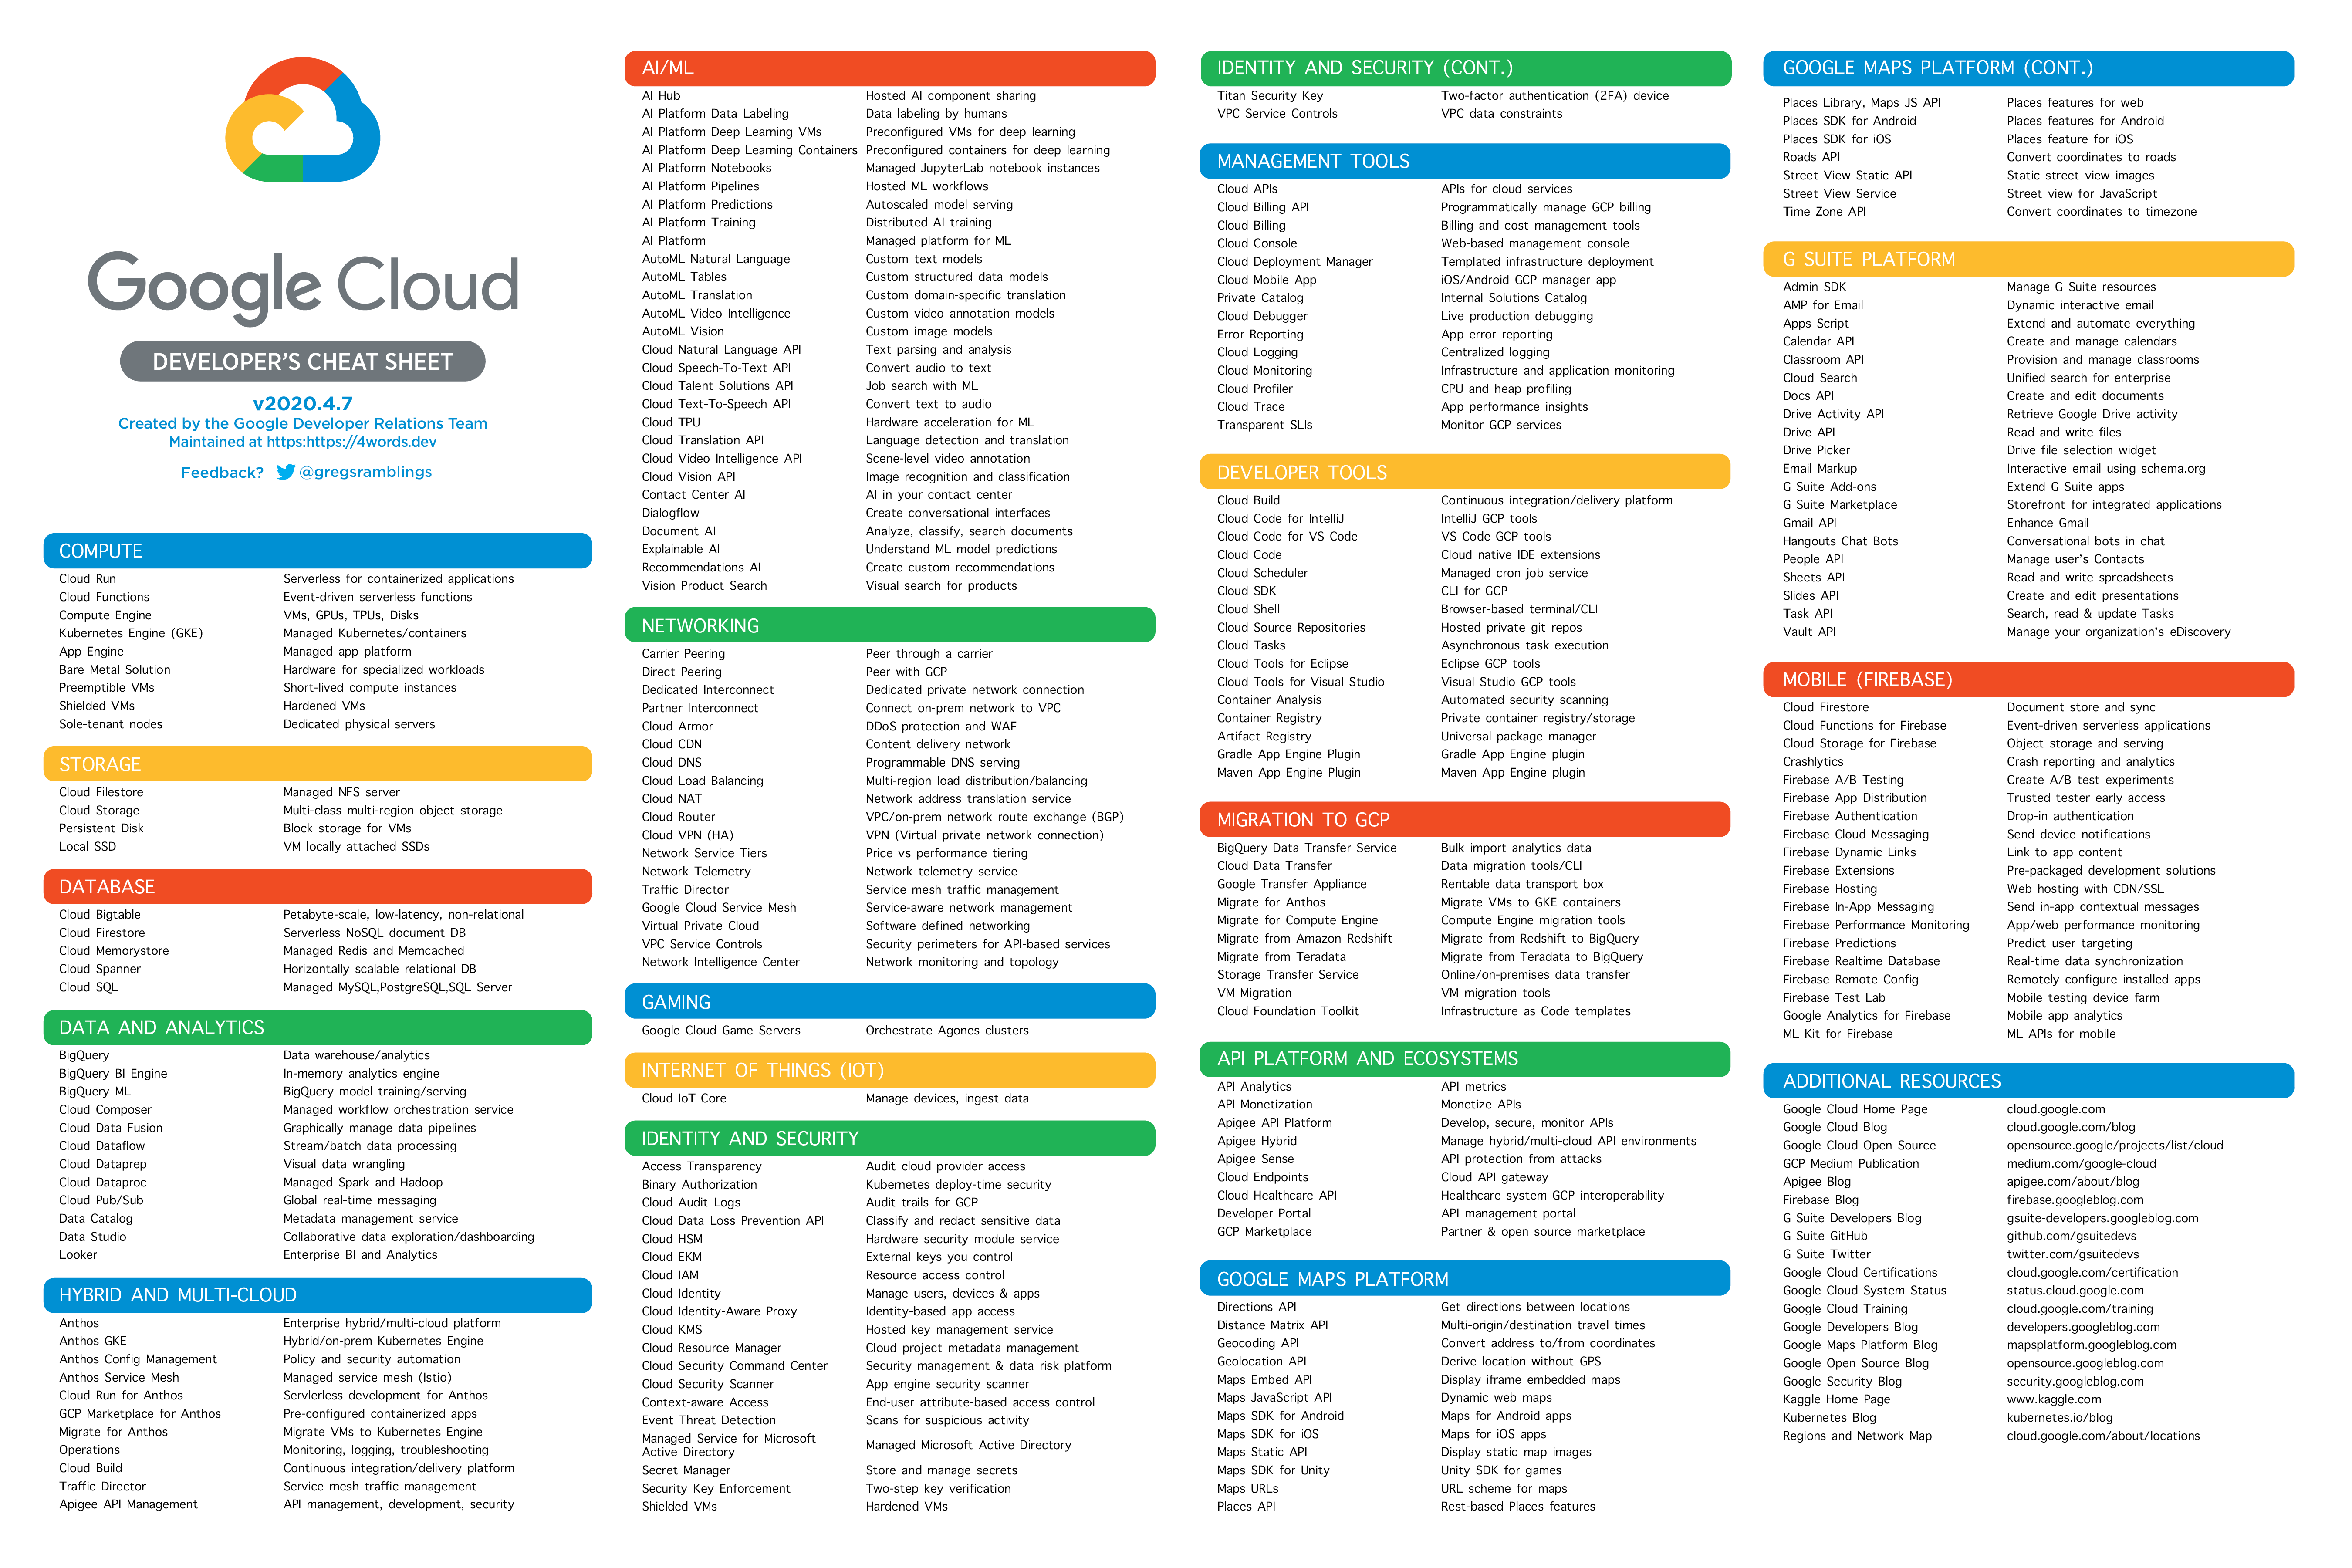 Google Cloud
DEVELOPER'S CHEAT SHEET
v2020.4.7
Created by the Google Developer Relations Team
Maintained at https:https://4words.dev
Feedback? @gregsramblings
COMPUTE
Cloud Run Serverless for containerized applications
Cloud Functions Event-driven serverless functions
Compute Engine VMs, GPUs, TPUs, Disks
Kubernetes Engine (GKE) Managed Kubernetes/containers
App Engine Managed app platform
Bare Metal Solution Hardware for specialized workloads
Preemptible VMs Short-lived compute instances
Shielded VMs Hardened VMs
Sole-tenant nodes Dedicated physical servers
STORAGE
Cloud Filestore Managed NFS server
Cloud Storage Multi-class multi-region object storage
Persistent Disk Block storage for VMs
Local SSD VM locally attached SSDs
DATABASE
Cloud Bigtable Petabyte-scale, low-latency, non-relational
Cloud Firestore Serverless NoSQL document DB
Cloud Memorystore Managed Redis and Memcached
Cloud Spanner Horizontally scalable relational DB
Cloud SQL Managed MySQL,PostgreSQL,SQL Server
DATA AND ANALYTICS
BigQuery Data warehouse/analytics
BigQuery BI Engine In-memory analytics engine
BigQuery ML BigQuery model training/serving
Cloud Composer Managed workflow orchestration service
Cloud Data Fusion Graphically manage data pipelines
Cloud Dataflow Stream/batch data processing
Cloud Dataprep Visual data wrangling
Cloud Dataproc Managed Spark and Hadoop
Cloud Pub/Sub Global real-time messaging
Data Catalog Metadata management service
Data Studio Collaborative data exploration/dashboarding
Looker Enterprise BI and Analytics
HYBRID AND MULTI-CLOUD
Anthos Enterprise hybrid/multi-cloud platform
Anthos GKE Hybrid/on-prem Kubernetes Engine
Anthos Config Management Policy and security automation
Anthos Service Mesh Managed service mesh (Istio)
Cloud Run for Anthos Servlerless development for Anthos
GCP Marketplace for Anthos Pre-configured containerized apps
Migrate for Anthos Migrate VMs to Kubernetes Engine
Operations Monitoring, logging, troubleshooting
Cloud Build Continuous integration/delivery platform
Traffic Director Service mesh traffic management
Apigee API Management API management, development, security
AI/ML
AI Hub Hosted AI component sharing
AI Platform Data Labeling Data labeling by humans
AI Platform Deep Learning VMs Preconfigured VMs for deep learning
AI Platform Deep Learning Containers Preconfigured containers for deep learning
AI Platform Notebooks Managed JupyterLab notebook instances
AI Platform Pipelines Hosted ML workflows
AI Platform Predictions Autoscaled model serving
AI Platform Training Distributed AI training
AI Platform Managed platform for ML
AutoML Natural Language Custom text models
AutoML Tables Custom structured data models
AutoML Translation Custom domain-specific translation
AutoML Video Intelligence Custom video annotation models
AutoML Vision Custom image models
Cloud Natural Language API Text parsing and analysis
Cloud Speech-To-Text API Convert audio to text
Cloud Talent Solutions API Job search with ML
Cloud Text-To-Speech API Convert text to audio
Cloud TPU Hardware acceleration for ML
Cloud Translation API Language detection and translation
Cloud Video Intelligence API Scene-level video annotation
Cloud Vision API Image recognition and classification
Contact Center AI AI in your contact center
Dialogflow Create conversational interfaces
Document AI Analyze, classify, search documents
Explainable AI Understand ML model predictions
Recommendations AI Create custom recommendations
Vision Product Search Visual search for products
NETWORKING
Carrier Peering Peer through a carrier
Direct Peering Peer with GCP
Dedicated Interconnect Dedicated private network connection
Partner Interconnect Connect on-prem network to VPC
Cloud Armor DDoS protection and WAF
Cloud CDN Content delivery network
Cloud DNS Programmable DNS serving
Cloud Load Balancing Multi-region load distribution/balancing
Cloud NAT Network address translation service
Cloud Router VPC/on-prem network route exchange (BGP)
Cloud VPN (HA) VPN (Virtual private network connection)
Network Service Tiers Price vs performance tiering
Network Telemetry Network telemetry service
Traffic Director Service mesh traffic management
Google Cloud Service Mesh Service-aware network management
Virtual Private Cloud Software defined networking
VPC Service Controls Security perimeters for API-based services
Network Intelligence Center Network monitoring and topology
GAMING
Google Cloud Game Servers Orchestrate Agones clusters
INTERNET OF THINGS (IOT)
Cloud IoT Core Manage devices, ingest data
IDENTITY AND SECURITY
Access Transparency Audit cloud provider access
Binary Authorization Kubernetes deploy-time security
Cloud Audit Logs Audit trails for GCP
Cloud Data Loss Prevention API Classify and redact sensitive data
Cloud HSM Hardware security module service
Cloud EKM External keys you control
Cloud IAM Resource access control
Cloud Identity Manage users, devices & apps
Cloud Identity-Aware Proxy Identity-based app access
Cloud KMS Hosted key management service
Cloud Resource Manager Cloud project metadata management
Cloud Security Command Center Security management & data risk platform
Cloud Security Scanner App engine security scanner
Context-aware Access End-user attribute-based access control
Event Threat Detection Scans for suspicious activity
Managed Service for Microsoft
Active Directory Managed Microsoft Active Directory
Secret Manager Store and manage secrets
Security Key Enforcement Two-step key verification
Shielded VMs Hardened VMs
IDENTITY AND SECURITY (CONT.)
Titan Security Key Two-factor authentication (2FA) device
VPC Service Controls VPC data constraints
MANAGEMENT TOOLS
Cloud APIs APIs for cloud services
Cloud Billing API Programmatically manage GCP billing
Cloud Billing Billing and cost management tools
Cloud Console Web-based management console
Cloud Deployment Manager Templated infrastructure deployment
Cloud Mobile App iOS/Android GCP manager app
Private Catalog Internal Solutions Catalog
Cloud Debugger Live production debugging
Error Reporting App error reporting
Cloud Logging Centralized logging
Cloud Monitoring Infrastructure and application monitoring
Cloud Profiler CPU and heap profiling
Cloud Trace App performance insights
Transparent SLIs Monitor GCP services
DEVELOPER TOOLS
Cloud Build Continuous integration/delivery platform
Cloud Code for IntelliJ IntelliJ GCP tools
Cloud Code for VS Code VS Code GCP tools
Cloud Code Cloud native IDE extensions
Cloud Scheduler Managed cron job service
Cloud SDK CLI for GCP
Cloud Shell Browser-based terminal/CLI
Cloud Source Repositories Hosted private git repos
Cloud Tasks Asynchronous task execution
Cloud Tools for Eclipse Eclipse GCP tools
Cloud Tools for Visual Studio Visual Studio GCP tools
Container Analysis Automated security scanning
Container Registry Private container registry/storage
Artifact Registry Universal package manager
Gradle App Engine Plugin Gradle App Engine plugin
Maven App Engine Plugin Maven App Engine plugin
MIGRATION TO GCP
BigQuery Data Transfer Service Bulk import analytics data
Cloud Data Transfer Data migration tools/CLI
Google Transfer Appliance Rentable data transport box
Migrate for Anthos Migrate VMs to GKE containers
Migrate for Compute Engine Compute Engine migration tools
Migrate from Amazon Redshift Migrate from Redshift to BigQuery
Migrate from Teradata Migrate from Teradata to BigQuery
Storage Transfer Service Online/on-premises data transfer
VM Migration VM migration tools
Cloud Foundation Toolkit Infrastructure as Code templates
API PLATFORM AND ECOSYSTEMS
API Analytics API metrics
API Monetization Monetize APIs
Apigee API Platform Develop, secure, monitor APIs
Apigee Hybrid Manage hybrid/multi-cloud API environments
Apigee Sense API protection from attacks
Cloud Endpoints Cloud API gateway
Cloud Healthcare API Healthcare system GCP interoperability
Developer Portal API management portal
GCP Marketplace Partner & open source marketplace
GOOGLE MAPS PLATFORM
Directions API Get directions between locations
Distance Matrix API Multi-origin/destination travel times
Geocoding API Convert address to/from coordinates
Geolocation API Derive location without GPS
Maps Embed API Display iframe embedded maps
Maps JavaScript API Dynamic web maps
Maps SDK for Android Maps for Android apps
Maps SDK for iOS Maps for iOS apps
Maps Static API Display static map images
Maps SDK for Unity Unity SDK for games
Maps URLs URL scheme for maps
Places API Rest-based Places features
GOOGLE MAPS PLATFORM (CONT.)
Places Library, Maps JS API Places features for web
Places SDK for Android Places features for Android
Places SDK for iOS Places feature for iOS
Roads API Convert coordinates to roads
Street View Static API Static street view images
Street View Service Street view for JavaScript
Time Zone API Convert coordinates to timezone
G SUITE PLATFORM
Admin SDK Manage G Suite resources
AMP for Email Dynamic interactive email
Apps Script Extend and automate everything
Calendar API Create and manage calendars
Classroom API Provision and manage classrooms
Cloud Search Unified search for enterprise
Docs API Create and edit documents
Drive Activity API Retrieve Google Drive activity
Drive API Read and write files
Drive Picker Drive file selection widget
Email Markup Interactive email using schema.org
G Suite Add-ons Extend G Suite apps
G Suite Marketplace Storefront for integrated applications
Gmail API Enhance Gmail
Hangouts Chat Bots Conversational bots in chat
People API Manage user's Contacts
Sheets API Read and write spreadsheets
Slides API Create and edit presentations
Task API Search, read & update Tasks
Vault API Manage your organization's eDiscovery
MOBILE (FIREBASE)
Cloud Firestore Document store and sync
Cloud Functions for Firebase Event-driven serverless applications
Cloud Storage for Firebase Object storage and serving
Crashlytics Crash reporting and analytics
Firebase A/B Testing Create A/B test experiments
Firebase App Distribution Trusted tester early access
Firebase Authentication Drop-in authentication
Firebase Cloud Messaging Send device notifications
Firebase Dynamic Links Link to app content
Firebase Extensions Pre-packaged development solutions
Firebase Hosting Web hosting with CDN/SSL
Firebase In-App Messaging Send in-app contextual messages
Firebase Performance Monitoring App/web performance monitoring
Firebase Predictions Predict user targeting
Firebase Realtime Database Real-time data synchronization
Firebase Remote Config Remotely configure installed apps
Firebase Test Lab Mobile testing device farm
Google Analytics for Firebase Mobile app analytics
ML Kit for Firebase ML APIs for mobile
ADDITIONAL RESOURCES
Google Cloud Home Page cloud.google.com
Google Cloud Blog cloud.google.com/blog
Google Cloud Open Source opensource.google/projects/list/cloud
GCP Medium Publication medium.com/google-cloud
Apigee Blog apigee.com/about/blog
Firebase Blog firebase.googleblog.com
G Suite Developers Blog gsuite-developers.googleblog.com
G Suite GitHub github.com/gsuitedevs
G Suite Twitter twitter.com/gsuitedevs
Google Cloud Certifications cloud.google.com/certification
Google Cloud System Status status.cloud.google.com
Google Cloud Training cloud.google.com/training
Google Developers Blog developers.googleblog.com
Google Maps Platform Blog mapsplatform.googleblog.com
Google Open Source Blog opensource.googleblog.com
Google Security Blog security.googleblog.com
Kaggle Home Page www.kaggle.com
Kubernetes Blog kubernetes.io/blog
Regions and Network Map cloud.google.com/about/locations